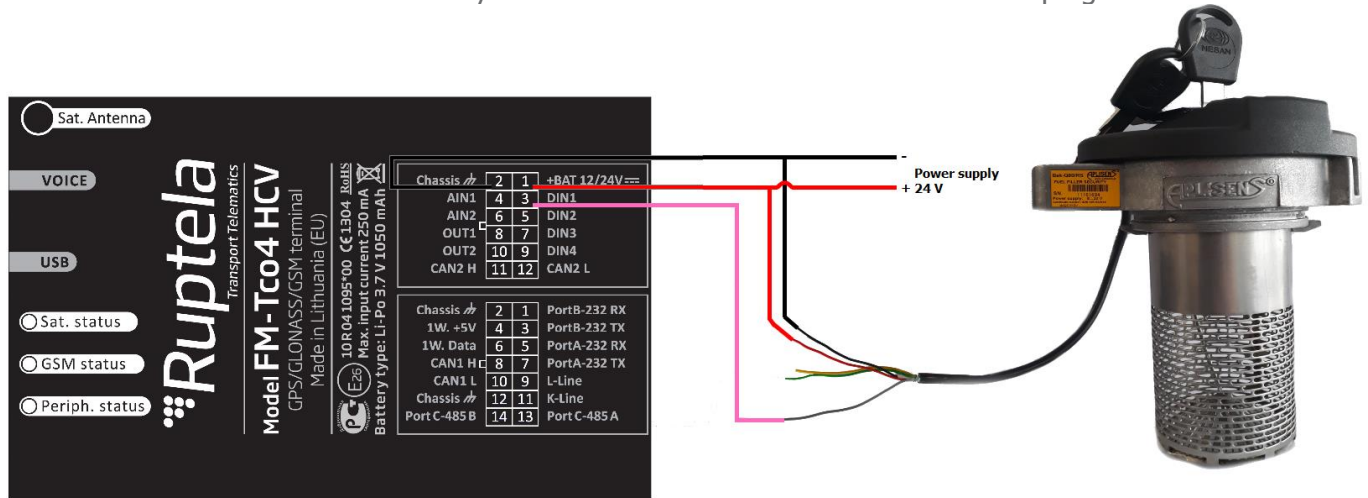 Sat. Antenna
VOICE
USB
Sat. status
GSM status
Periph. status
Ruptela
Transport Telematics
Model FM-Tco4 HCV
GPS/GLONASS/GSM terminal
Made in Lithuania (EU)
E26
10R041095*00 CE1304 RoHS
Max. input current 250 mA
Battery type: Li-Po 3.7 V 1050 mAh
Chassis 2 1 +BAT 12/24V
AIN1 4 3 DIN1
AIN2 6 5 DIN2
OUT1 8 7 DIN3
OUT2 10 9 DIN4
CAN2 H 11 12 CAN2 L
Chassis 2 1 PortB-232 RX
1W. +5V 4 3 PortB-232 TX
1W. Data 6 5 PortA-232 RX
CAN1 H 8 7 PortA-232 TX
CAN1 L 10 9 L-Line
Chassis 12 11 K-Line
Port C-485 B 14 13 Port C-485 A
-
Power supply
+ 24 V
NESAN
APLISENS
APLISENS®